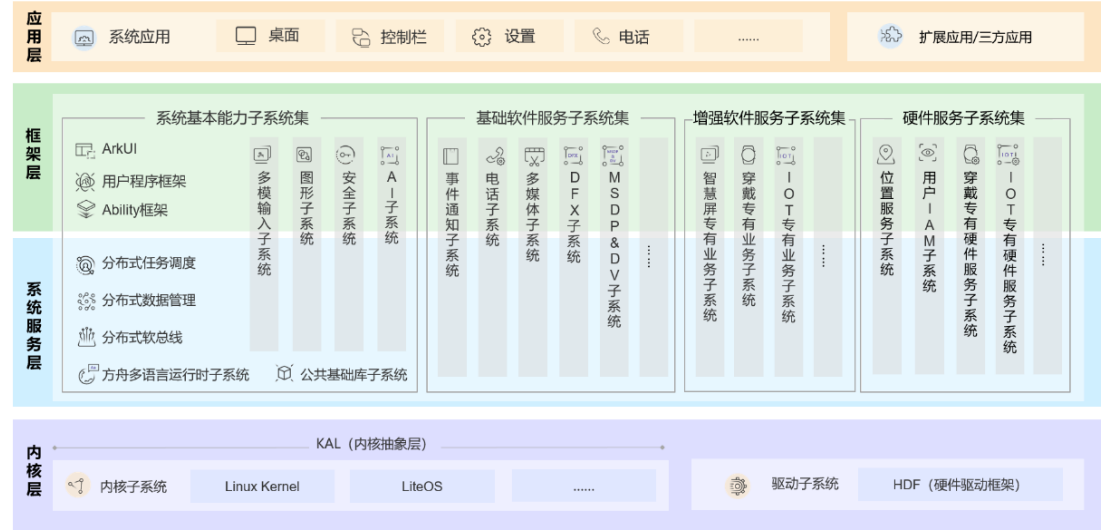 应用层
系统应用
桌面
控制栏
设置
电话
......
扩展应用/三方应用
框架层
系统服务层
系统基本能力子系统集
ArkUI
用户程序框架
Ability框架
分布式任务调度
分布式数据管理
分布式软总线
方舟多语言运行时子系统
公共基础库子系统
多模输入子系统
图形子系统
安全子系统
AI子系统
基础软件服务子系统集
事件通知子系统
电话子系统
多媒体子系统
DFX子系统
MSDP&DV子系统
......
增强软件服务子系统集
智慧屏专有业务子系统
穿戴专有业务子系统
IOT专有业务子系统
......
硬件服务子系统集
位置服务子系统
用户IAM子系统
穿戴专有硬件服务子系统
IOT专有硬件服务子系统
......
内核层
KAL（内核抽象层）
内核子系统
Linux Kernel
LiteOS
......
驱动子系统
HDF（硬件驱动框架）